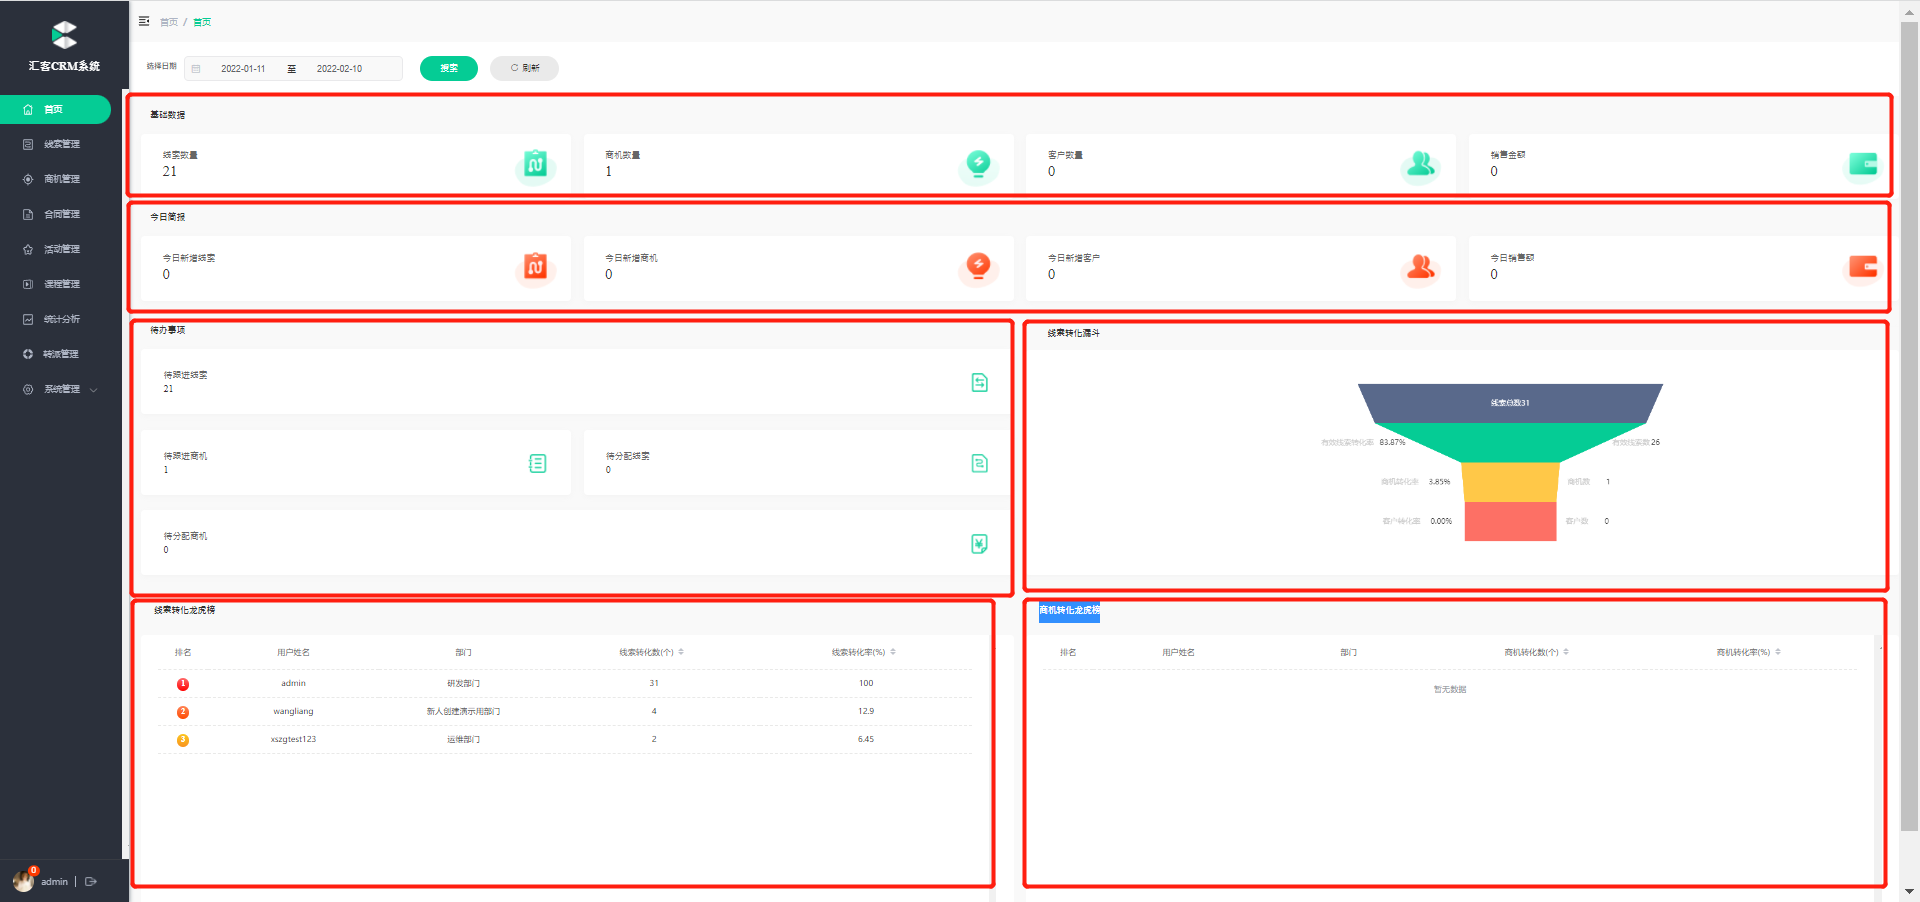 汇客CRM系统
首页
线索管理
商机管理
合同管理
活动管理
课程管理
统计分析
转派管理
系统管理
0
admin
首页 / 首页
选择日期 2022-01-11 至 2022-02-10 搜索 刷新
基础数据
线索数量 商机数量 客户数量 销售金额
21 1 0 0
今日简报
今日新增线索 今日新增商机 今日新增客户 今日销售额
0 0 0 0
待办事项
待跟进线索
21
待跟进商机 待分配线索
1 0
待分配商机
0
线索转化漏斗
线索总数31
有效线索转化率 83.87% 有效线索数 26
商机转化率 3.85% 商机数 1
客户转化率 0.00% 客户数 0
线索转化龙虎榜
排名 用户姓名 部门 线索转化数(个) 线索转化率(%)
1 admin 研发部门 31 100
2 wangliang 新人创建演示用部门 4 12.9
3 xszgtest123 运维部门 2 6.45
商机转化龙虎榜
排名 用户姓名 部门 商机转化数(个) 商机转化率(%)
暂无数据